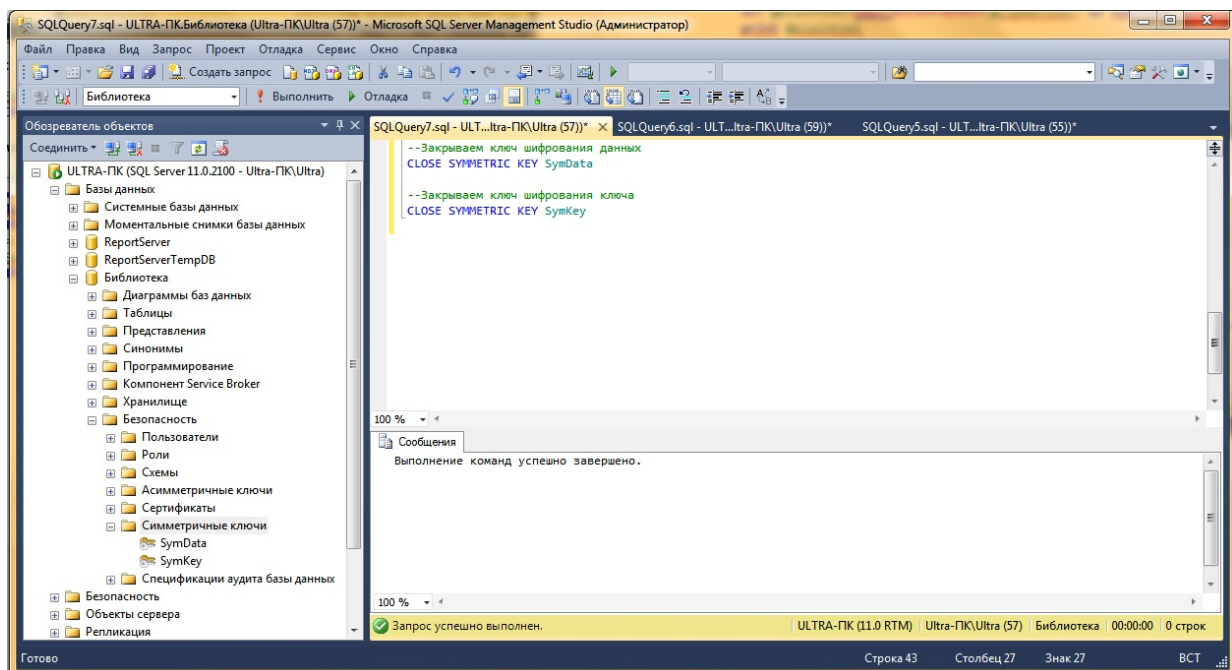 SQLQuery7.sql - ULTRA-ПК.Библиотека (Ultra-ПК\Ultra (57))* - Microsoft SQL Server Management Studio (Администратор)
Файл Правка Вид Запрос Проект Отладка Сервис Окно Справка
Создать запрос
Библиотека Выполнить Отладка
Обозреватель объектов
Соединить
ULTRA-ПК (SQL Server 11.0.2100 - Ultra-ПК\Ultra)
Базы данных
Системные базы данных
Моментальные снимки базы данных
ReportServer
ReportServerTempDB
Библиотека
Диаграммы баз данных
Таблицы
Представления
Синонимы
Программирование
Компонент Service Broker
Хранилище
Безопасность
Пользователи
Роли
Схемы
Асимметричные ключи
Сертификаты
Симметричные ключи
SymData
SymKey
Спецификации аудита базы данных
Безопасность
Объекты сервера
Репликация
SQLQuery7.sql - ULT...ltra-ПК\Ultra (57))* SQLQuery6.sql - ULT...ltra-ПК\Ultra (59))* SQLQuery5.sql - ULT...ltra-ПК\Ultra (55))*
--Закрываем ключ шифрования данных
CLOSE SYMMETRIC KEY SymData
--Закрываем ключ шифрования ключа
CLOSE SYMMETRIC KEY SymKey
100 %
Сообщения
Выполнение команд успешно завершено.
100 %
Запрос успешно выполнен. ULTRA-ПК (11.0 RTM) Ultra-ПК\Ultra (57) Библиотека 00:00:00 0 строк
Готово Строка 43 Столбец 27 Знак 27 ВСТ